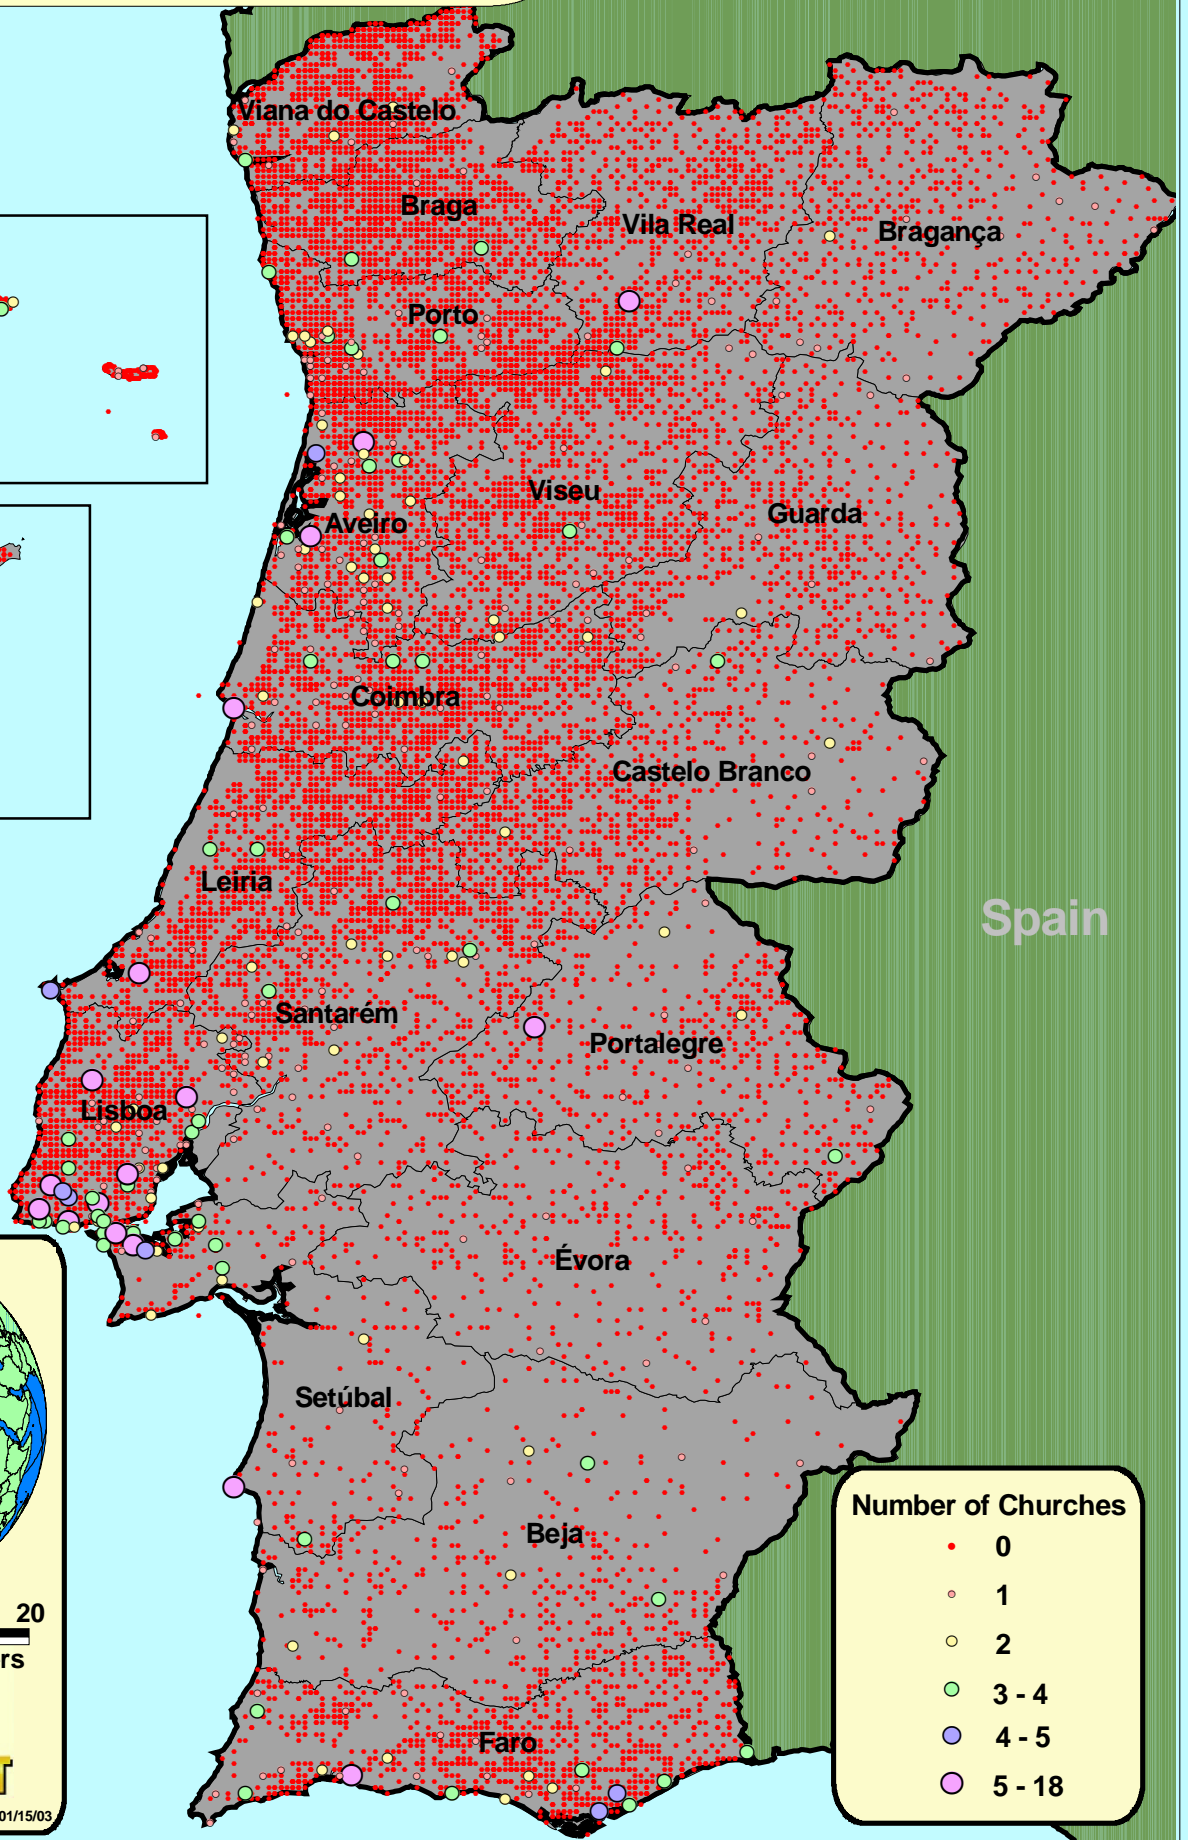 Viana do Castelo
Braga
Vila Real
Bragança
Porto
Viseu
Guarda
Aveiro
Coimbra
Castelo Branco
Leiria
Spain
Santarém
Portalegre
Lisboa
Évora
Setúbal
Beja
Faro
Number of Churches
0
1
2
3 - 4
4 - 5
5 - 18
20
rs
T
01/15/03